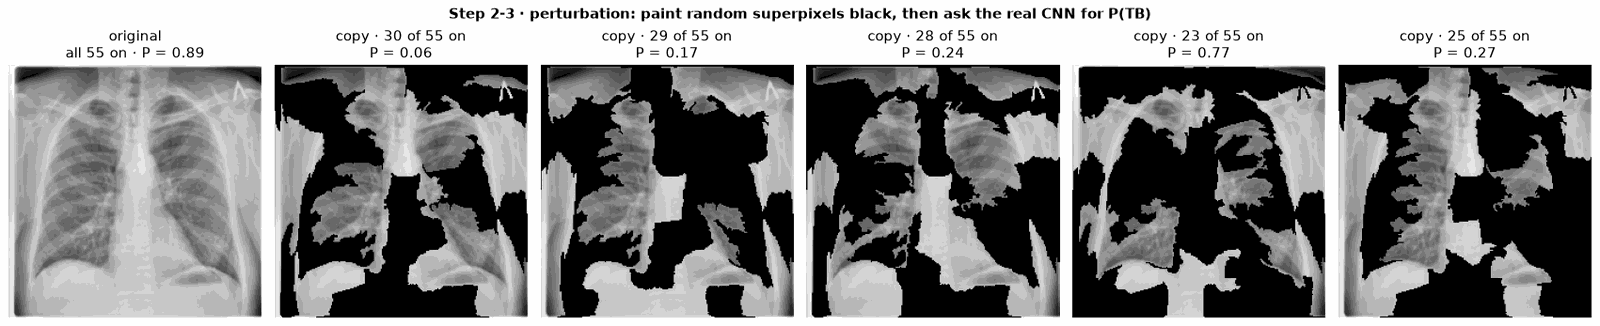 Step 2-3 · perturbation: paint random superpixels black, then ask the real CNN for P(TB)
original
all 55 on · P = 0.89
copy · 30 of 55 on
P = 0.06
copy · 29 of 55 on
P = 0.17
copy · 28 of 55 on
P = 0.24
copy · 23 of 55 on
P = 0.77
copy · 25 of 55 on
P = 0.27